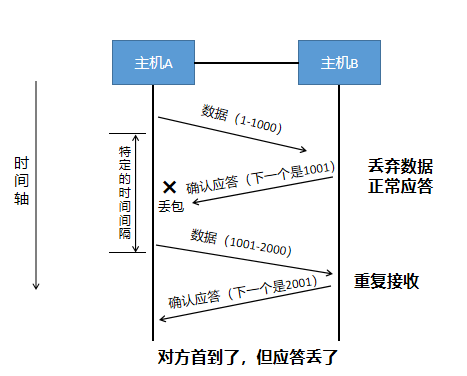 主机A
主机B
数据（1-1000）
时间轴
特定的时间间隔
确认应答（下一个是1001）
丢弃数据
正常应答
丢包
数据（1001-2000）
重复接收
确认应答（下一个是2001）
对方首到了，但应答丢了